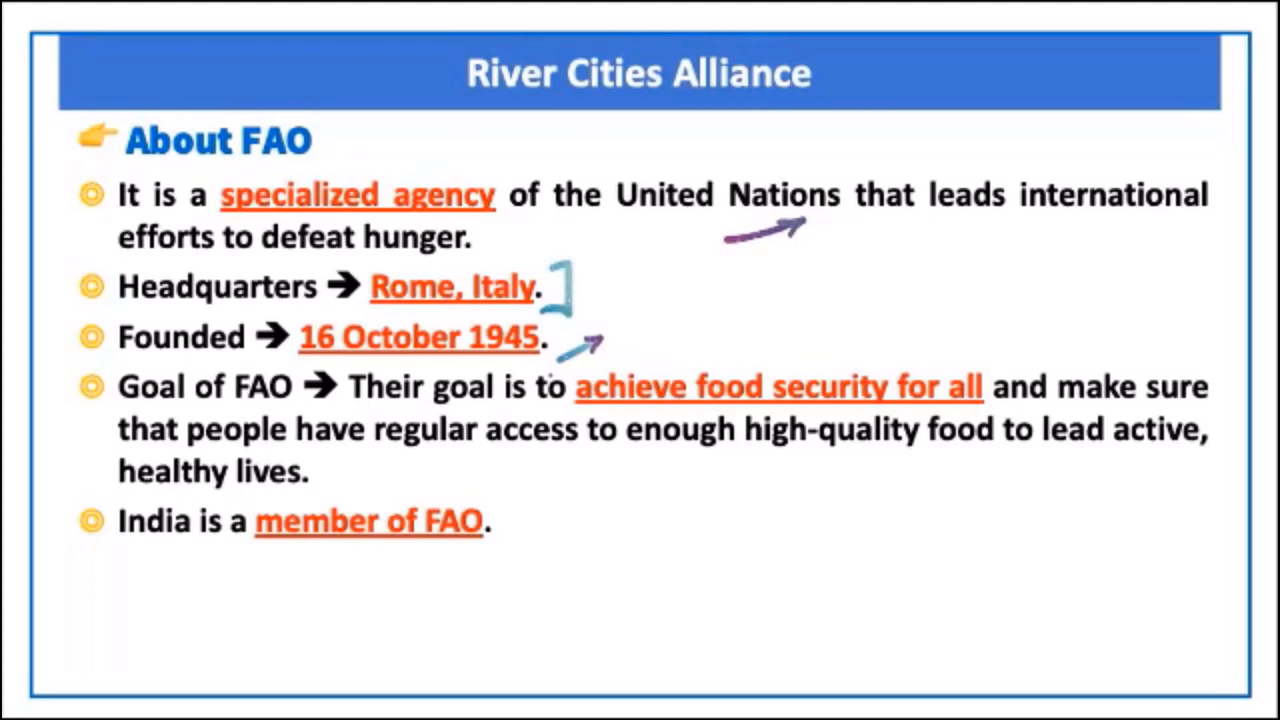 River Cities Alliance
About FAO
It is a specialized agency of the United Nations that leads international
efforts to defeat hunger.
Headquarters ➔ Rome, Italy.
Founded ➔ 16 October 1945.
Goal of FAO ➔ Their goal is to achieve food security for all and make sure
that people have regular access to enough high-quality food to lead active,
healthy lives.
India is a member of FAO.